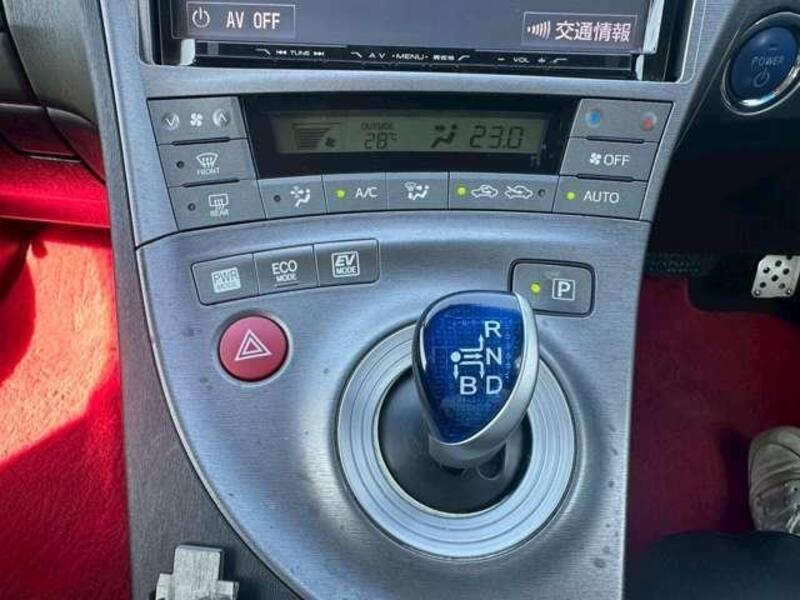 AV OFF
交通情報
TUNE
AV
MENU
VOL
POWER
OUTSIDE
28℃
23.0
FRONT
OFF
REAR
A/C
AUTO
PWR
MODE
ECO
MODE
EV
MODE
P
R
N
B D